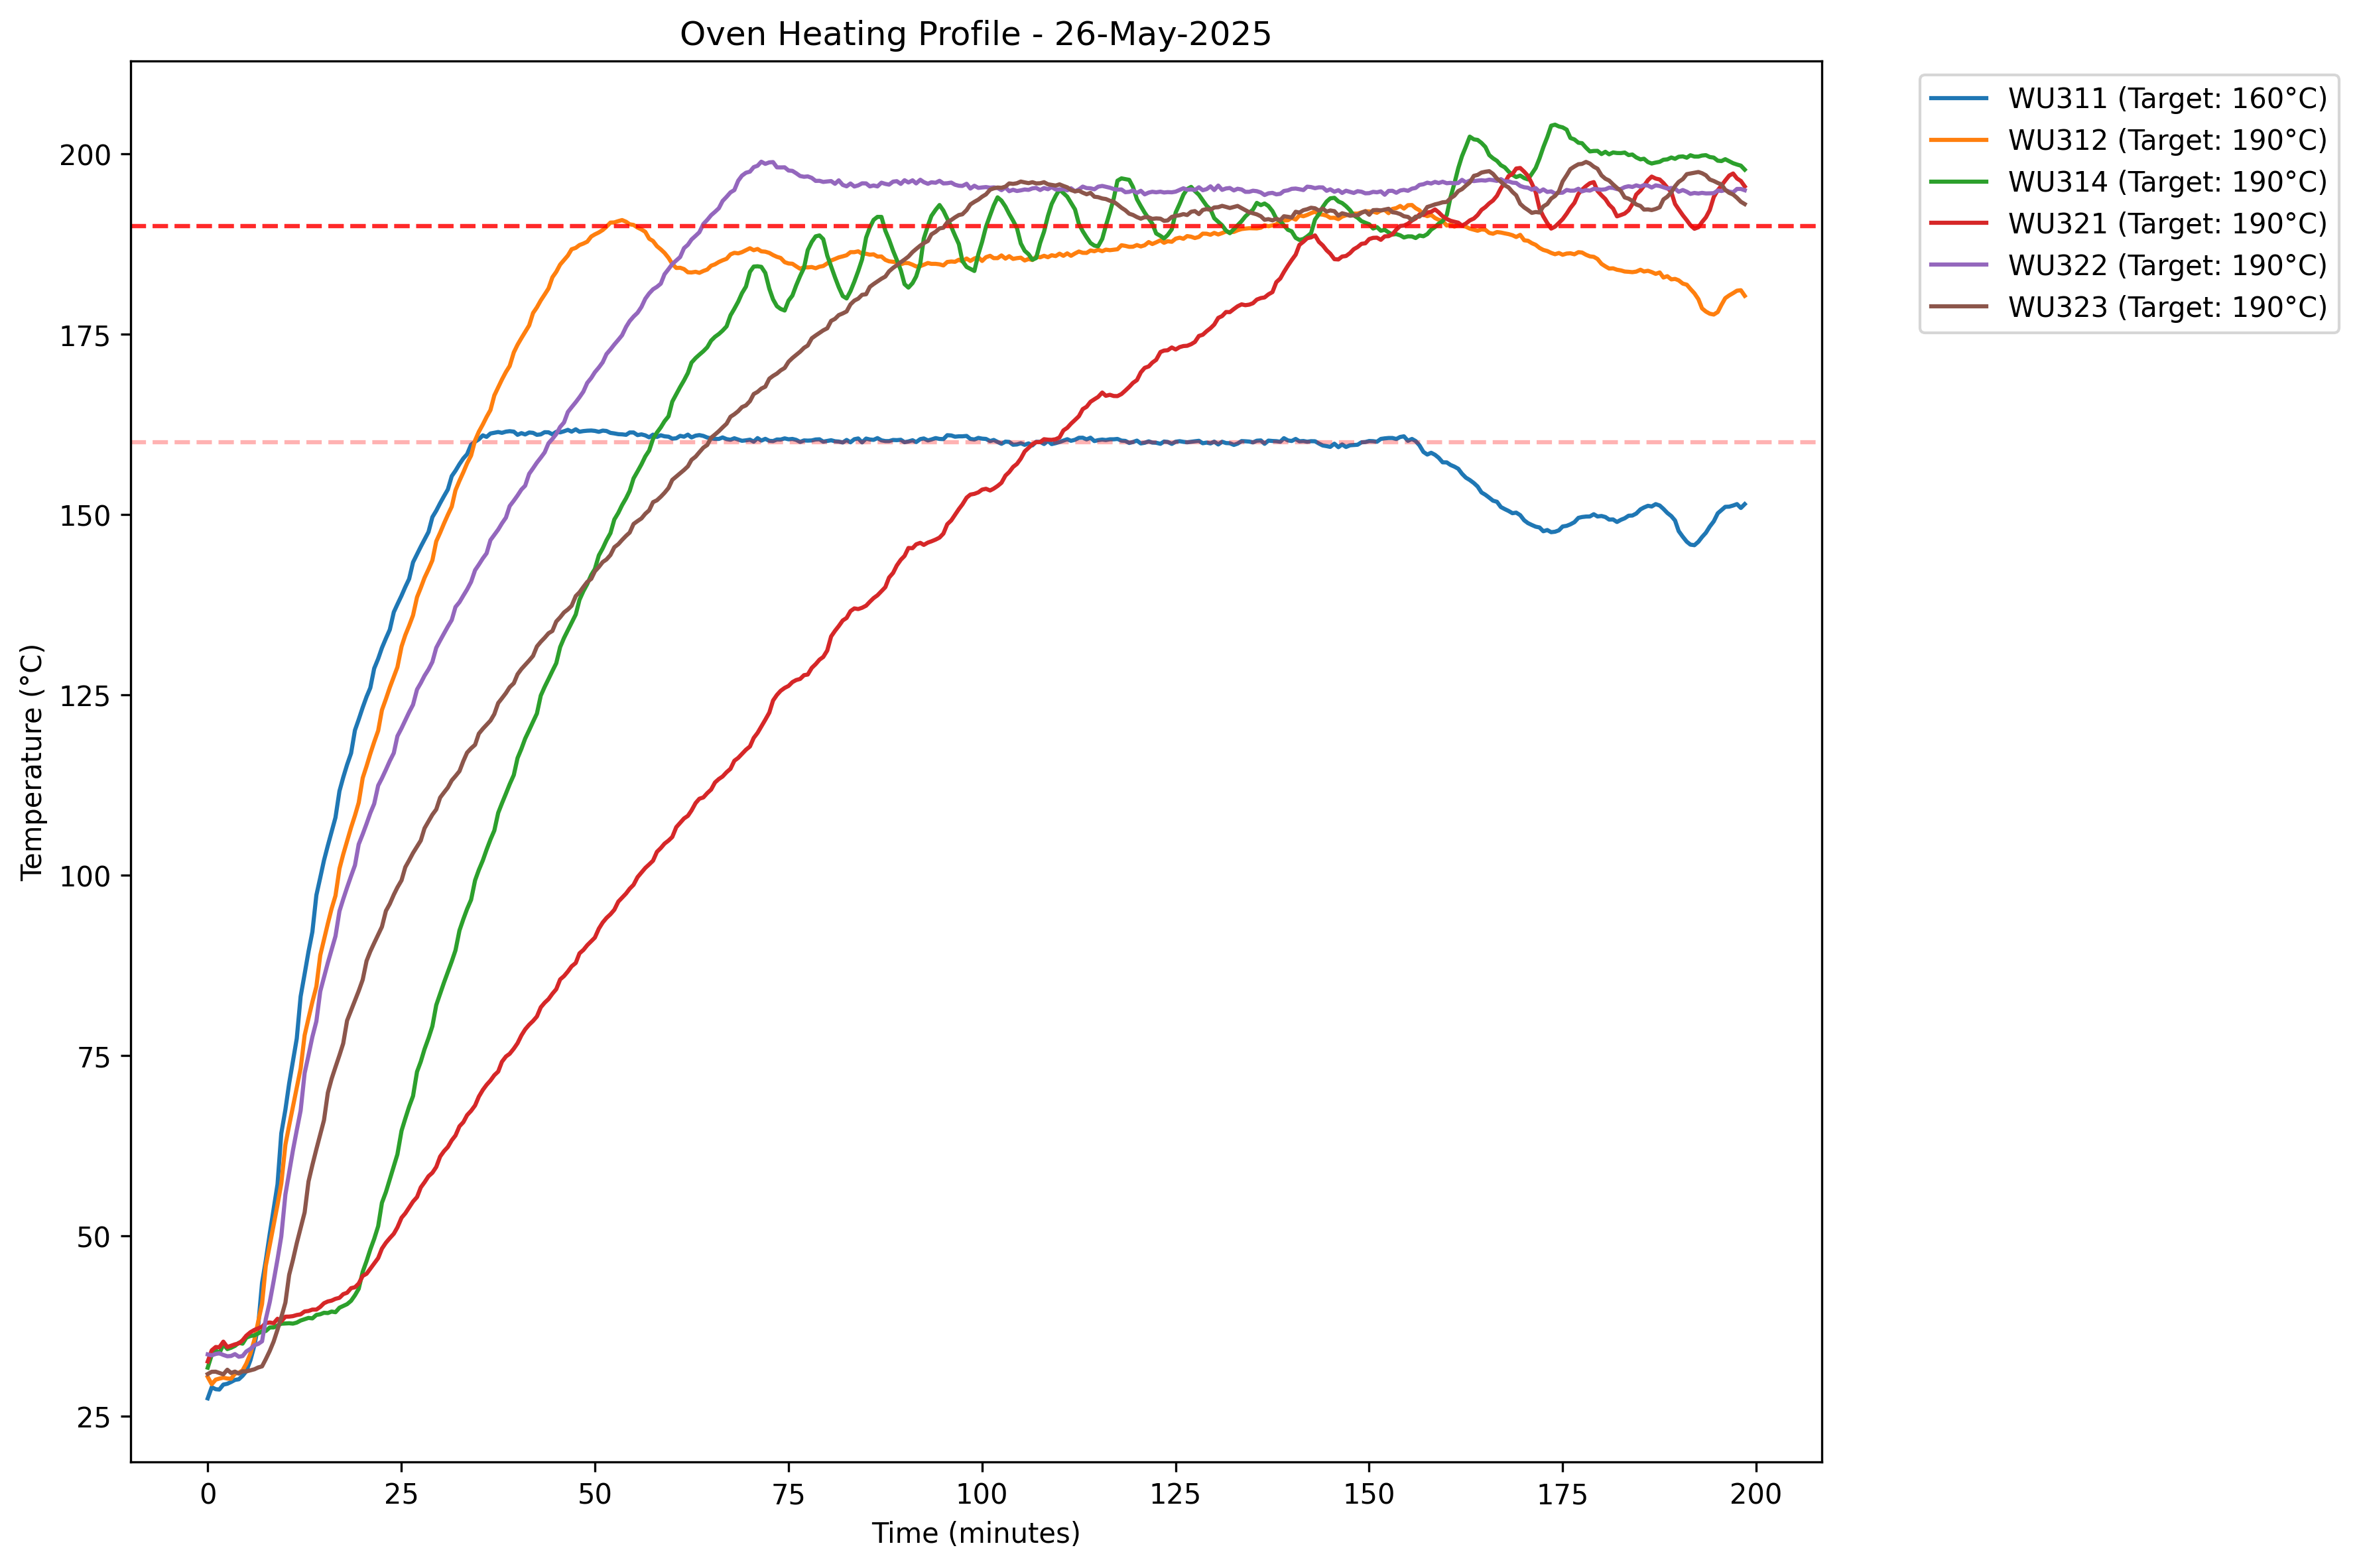 Oven Heating Profile - 26-May-2025
WU311 (Target: 160°C)
WU312 (Target: 190°C)
WU314 (Target: 190°C)
WU321 (Target: 190°C)
WU322 (Target: 190°C)
WU323 (Target: 190°C)
Temperature (°C)
200
175
150
125
100
75
50
25
0 25 50 75 100 125 150 175 200
Time (minutes)